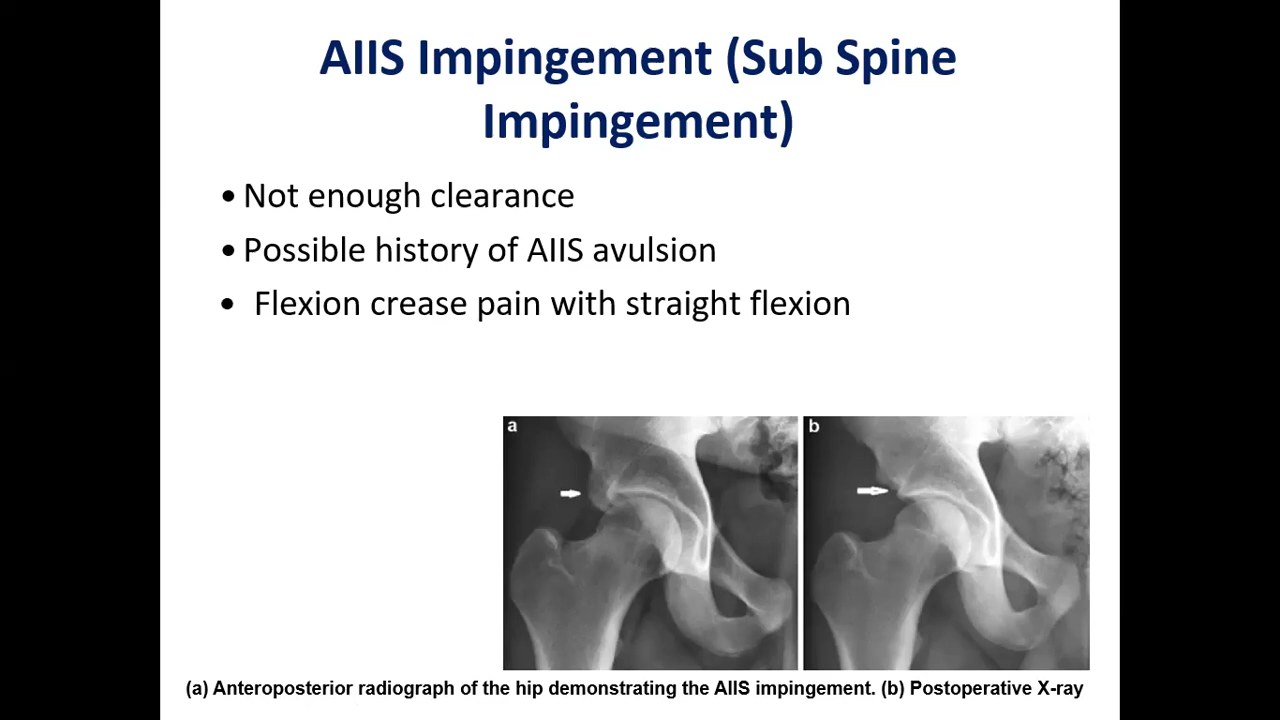 AIIS Impingement (Sub Spine
Impingement)
• Not enough clearance
• Possible history of AIIS avulsion
• Flexion crease pain with straight flexion
a
b
(a) Anteroposterior radiograph of the hip demonstrating the AIIS impingement. (b) Postoperative X-ray